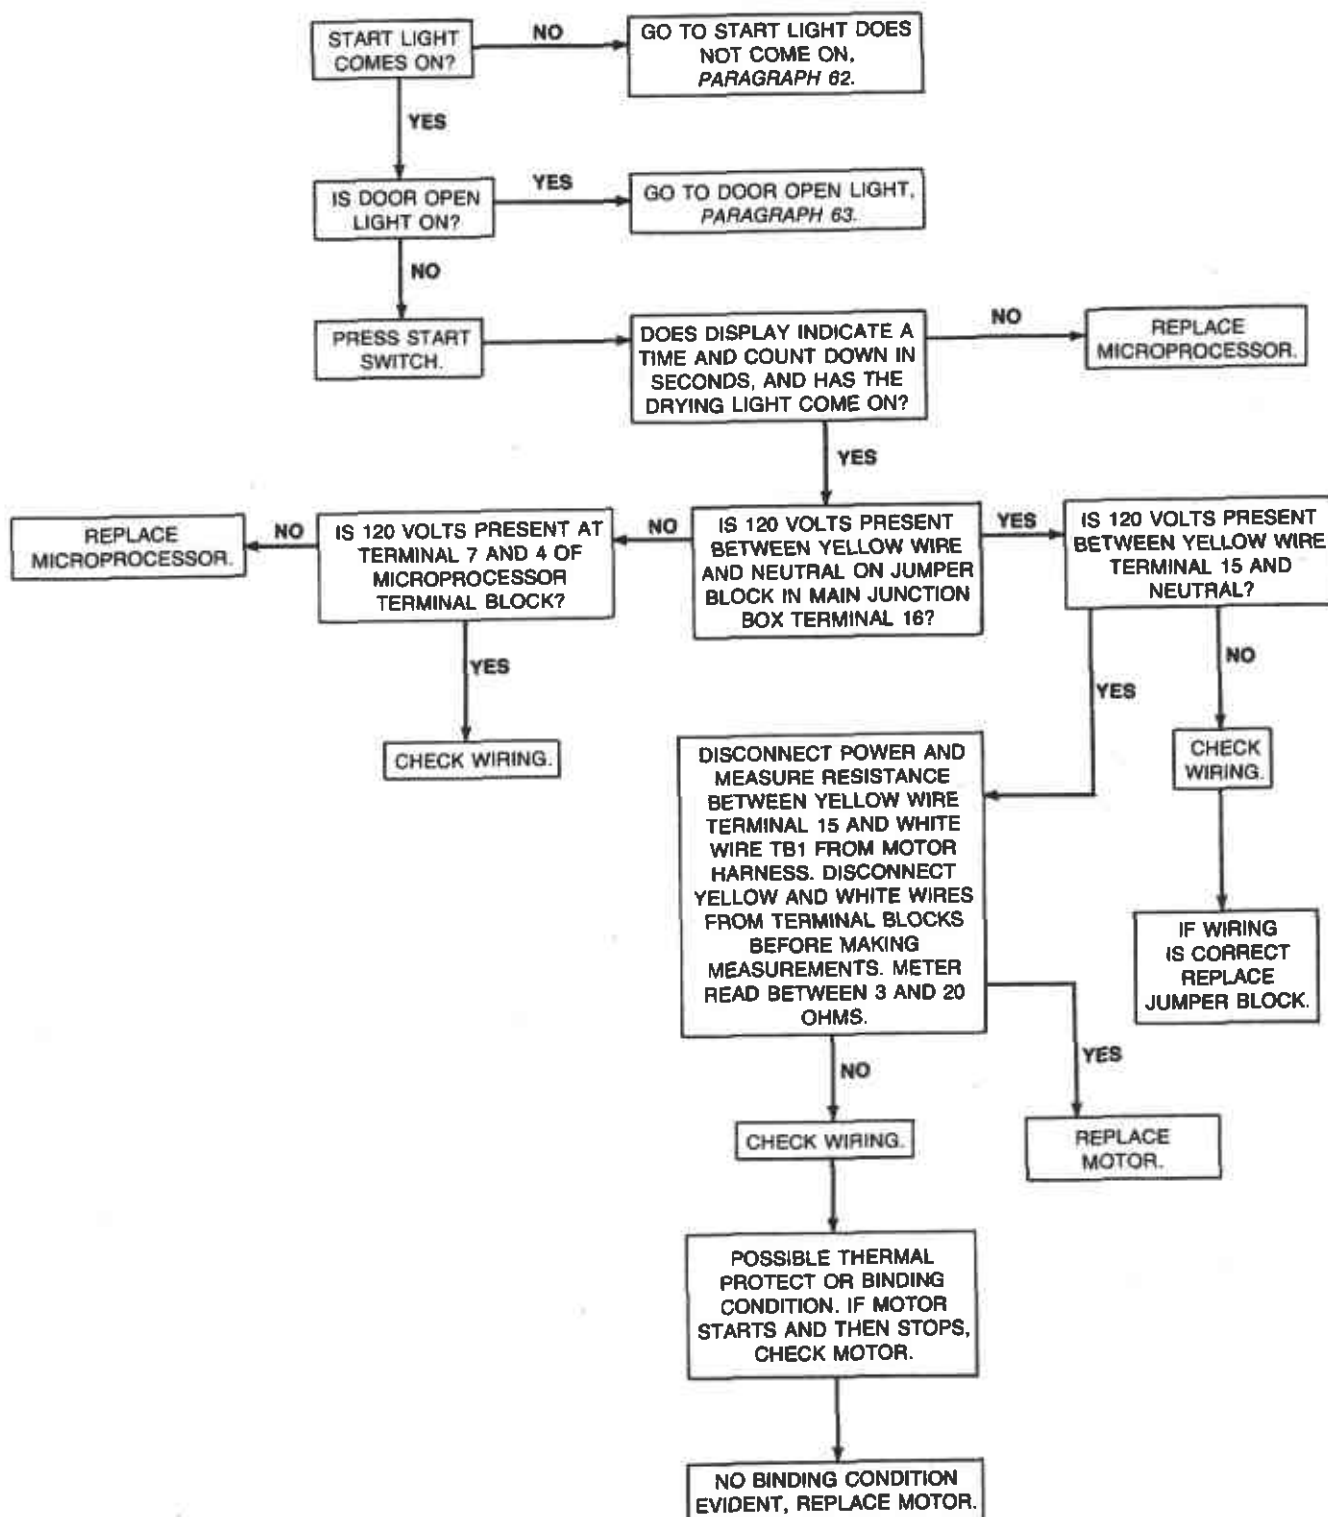 START LIGHT
COMES ON?
NO
GO TO START LIGHT DOES
NOT COME ON,
PARAGRAPH 62.
YES
IS DOOR OPEN
LIGHT ON?
YES
GO TO DOOR OPEN LIGHT,
PARAGRAPH 63.
NO
PRESS START
SWITCH.
DOES DISPLAY INDICATE A
TIME AND COUNT DOWN IN
SECONDS, AND HAS THE
DRYING LIGHT COME ON?
NO
REPLACE
MICROPROCESSOR.
YES
REPLACE
MICROPROCESSOR.
NO
IS 120 VOLTS PRESENT AT
TERMINAL 7 AND 4 OF
MICROPROCESSOR
TERMINAL BLOCK?
NO
IS 120 VOLTS PRESENT
BETWEEN YELLOW WIRE
AND NEUTRAL ON JUMPER
BLOCK IN MAIN JUNCTION
BOX TERMINAL 16?
YES
IS 120 VOLTS PRESENT
BETWEEN YELLOW WIRE
TERMINAL 15 AND
NEUTRAL?
YES
CHECK WIRING.
YES
NO
DISCONNECT POWER AND
MEASURE RESISTANCE
BETWEEN YELLOW WIRE
TERMINAL 15 AND WHITE
WIRE TB1 FROM MOTOR
HARNESS. DISCONNECT
YELLOW AND WHITE WIRES
FROM TERMINAL BLOCKS
BEFORE MAKING
MEASUREMENTS. METER
READ BETWEEN 3 AND 20
OHMS.
CHECK
WIRING.
IF WIRING
IS CORRECT
REPLACE
JUMPER BLOCK.
NO
YES
CHECK WIRING.
REPLACE
MOTOR.
POSSIBLE THERMAL
PROTECT OR BINDING
CONDITION. IF MOTOR
STARTS AND THEN STOPS,
CHECK MOTOR.
NO BINDING CONDITION
EVIDENT, REPLACE MOTOR.